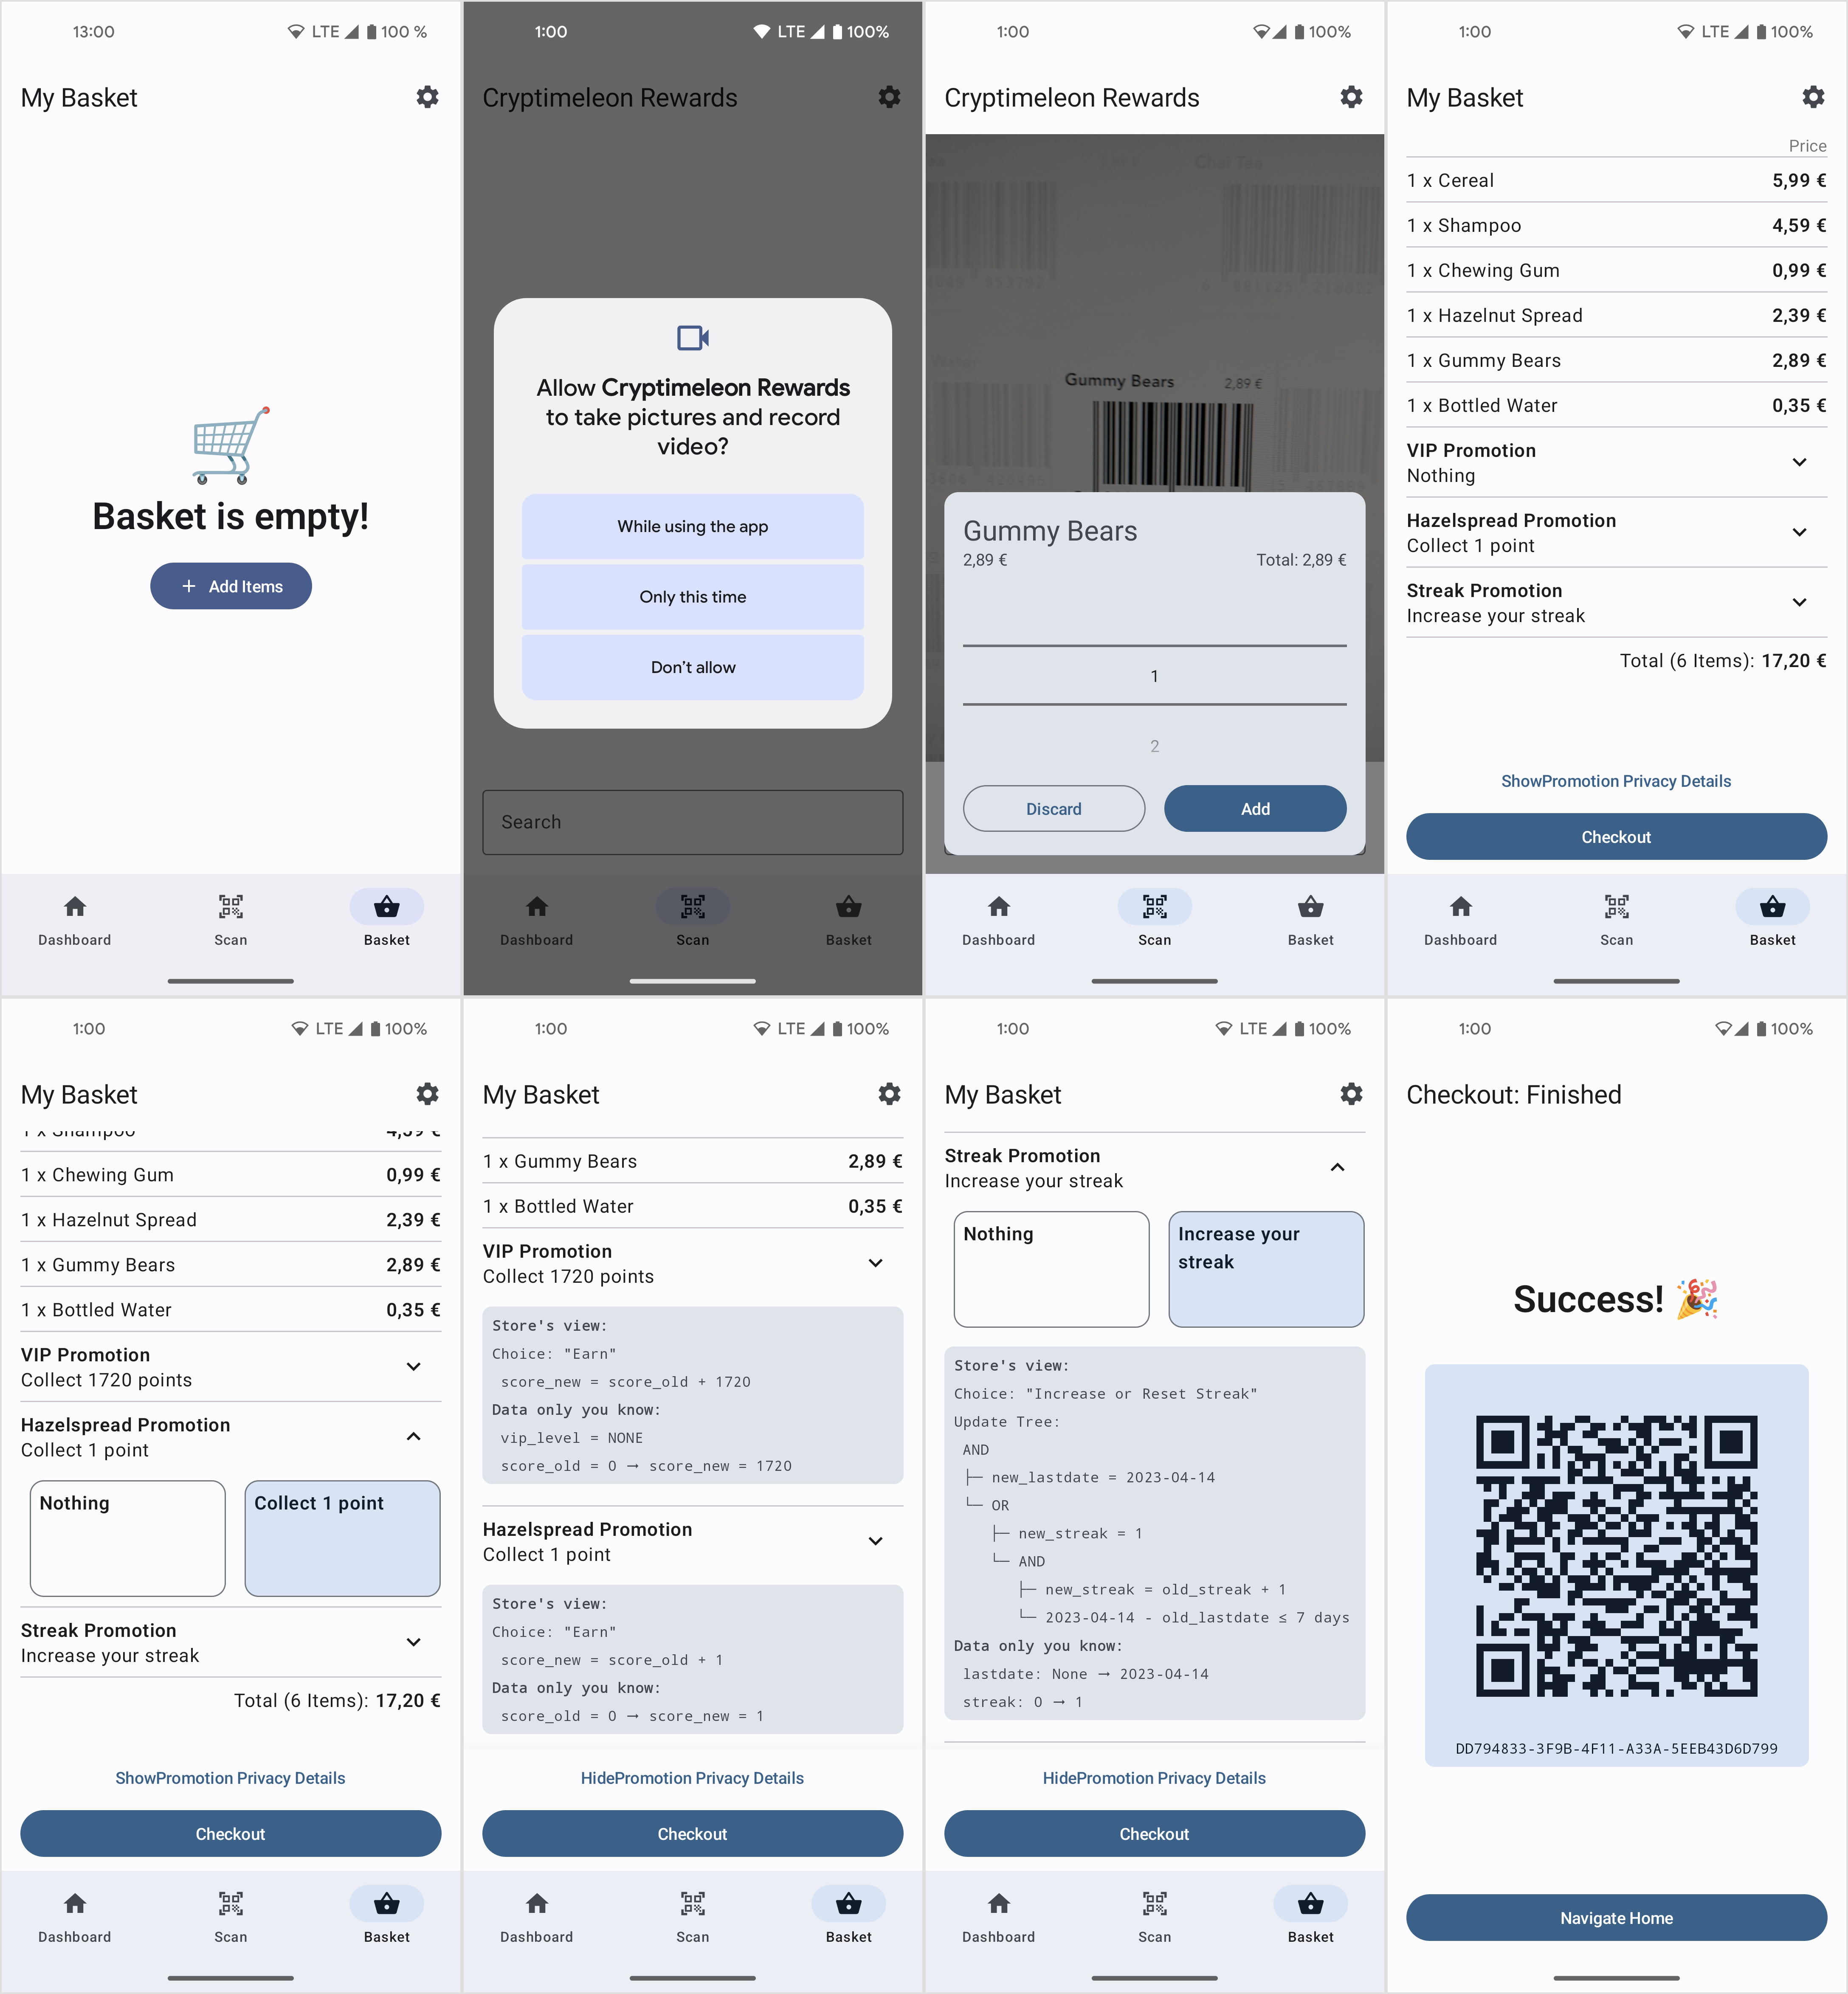 13:00 LTE 100 %
My Basket
Basket is empty!
+ Add Items
Dashboard Scan Basket
1:00 LTE 100%
Cryptimeleon Rewards
Allow Cryptimeleon Rewards
to take pictures and record
video?
While using the app
Only this time
Don't allow
Search
Dashboard Scan Basket
1:00 100%
Cryptimeleon Rewards
Chai Tea
Water
Gummy Bears 2,89 €
Gummy Bears
2,89 € Total: 2,89 €
1
2
Discard Add
Dashboard Scan Basket
1:00 LTE 100%
My Basket
Price
1 x Cereal 5,99 €
1 x Shampoo 4,59 €
1 x Chewing Gum 0,99 €
1 x Hazelnut Spread 2,39 €
1 x Gummy Bears 2,89 €
1 x Bottled Water 0,35 €
VIP Promotion
Nothing
Hazelspread Promotion
Collect 1 point
Streak Promotion
Increase your streak
Total (6 Items): 17,20 €
ShowPromotion Privacy Details
Checkout
Dashboard Scan Basket
1:00 LTE 100%
My Basket
1 x Shampoo 4,59 €
1 x Chewing Gum 0,99 €
1 x Hazelnut Spread 2,39 €
1 x Gummy Bears 2,89 €
1 x Bottled Water 0,35 €
VIP Promotion
Collect 1720 points
Hazelspread Promotion
Collect 1 point
Nothing Collect 1 point
Streak Promotion
Increase your streak
Total (6 Items): 17,20 €
ShowPromotion Privacy Details
Checkout
Dashboard Scan Basket
1:00 LTE 100%
My Basket
1 x Gummy Bears 2,89 €
1 x Bottled Water 0,35 €
VIP Promotion
Collect 1720 points
Store's view:
Choice: "Earn"
score_new = score_old + 1720
Data only you know:
vip_level = NONE
score_old = 0 → score_new = 1720
Hazelspread Promotion
Collect 1 point
Store's view:
Choice: "Earn"
score_new = score_old + 1
Data only you know:
score_old = 0 → score_new = 1
HidePromotion Privacy Details
Checkout
Dashboard Scan Basket
1:00 LTE 100%
My Basket
Streak Promotion
Increase your streak
Nothing Increase your
streak
Store's view:
Choice: "Increase or Reset Streak"
Update Tree:
AND
├─ new_lastdate = 2023-04-14
└─ OR
├─ new_streak = 1
└─ AND
├─ new_streak = old_streak + 1
└─ 2023-04-14 - old_lastdate ≤ 7 days
Data only you know:
lastdate: None → 2023-04-14
streak: 0 → 1
HidePromotion Privacy Details
Checkout
Dashboard Scan Basket
1:00 100%
Checkout: Finished
Success! 🎉
DD794833-3F9B-4F11-A33A-5EEB43D6D799
Navigate Home